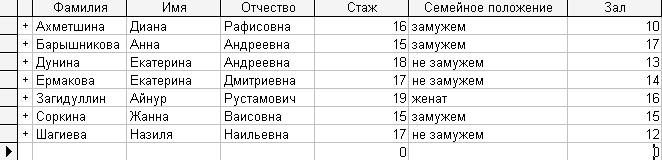 Фамилия Имя Отчество Стаж Семейное положение Зал
+ Ахметшина Диана Рафисовна 16 замужем 10
+ Барышникова Анна Андреевна 15 замужем 17
+ Дунина Екатерина Андреевна 18 не замужем 13
+ Ермакова Екатерина Дмитриевна 17 не замужем 14
+ Загидуллин Айнур Рустамович 19 женат 16
+ Соркина Жанна Ваисовна 15 замужем 15
+ Шагиева Назиля Наильевна 17 не замужем 12
0 0